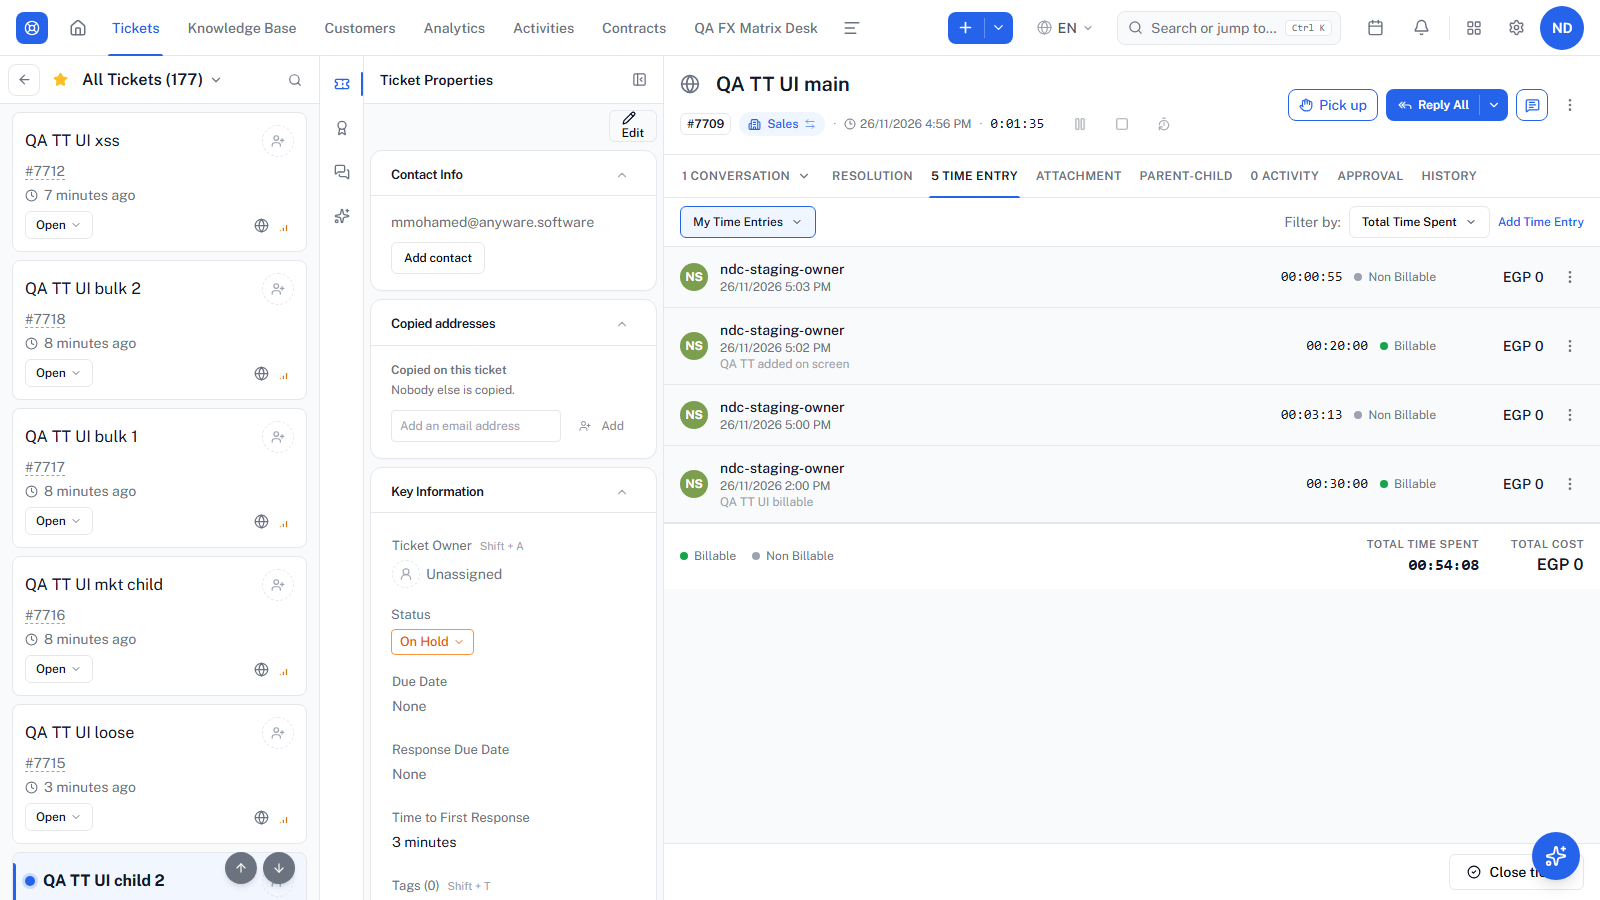 Tickets
Knowledge Base
Customers
Analytics
Activities
Contracts
QA FX Matrix Desk
EN
Search or jump to...
Ctrl K
ND
All Tickets (177)
QA TT UI xss
#7712
7 minutes ago
Open
QA TT UI bulk 2
#7718
8 minutes ago
Open
QA TT UI bulk 1
#7717
8 minutes ago
Open
QA TT UI mkt child
#7716
8 minutes ago
Open
QA TT UI loose
#7715
3 minutes ago
Open
QA TT UI child 2
Ticket Properties
Edit
Contact Info
mmohamed@anyware.software
Add contact
Copied addresses
Copied on this ticket
Nobody else is copied.
Add an email address
Add
Key Information
Ticket Owner Shift + A
Unassigned
Status
On Hold
Due Date
None
Response Due Date
None
Time to First Response
3 minutes
Tags (0) Shift + T
QA TT UI main
#7709
Sales
· 26/11/2026 4:56 PM · 0:01:35
Pick up
Reply All
1 CONVERSATION
RESOLUTION
5 TIME ENTRY
ATTACHMENT
PARENT-CHILD
0 ACTIVITY
APPROVAL
HISTORY
My Time Entries
Filter by:
Total Time Spent
Add Time Entry
NS
ndc-staging-owner
26/11/2026 5:03 PM
00:00:55
Non Billable
EGP 0
NS
ndc-staging-owner
26/11/2026 5:02 PM
QA TT added on screen
00:20:00
Billable
EGP 0
NS
ndc-staging-owner
26/11/2026 5:00 PM
00:03:13
Non Billable
EGP 0
NS
ndc-staging-owner
26/11/2026 2:00 PM
QA TT UI billable
00:30:00
Billable
EGP 0
Billable
Non Billable
TOTAL TIME SPENT
00:54:08
TOTAL COST
EGP 0
Close